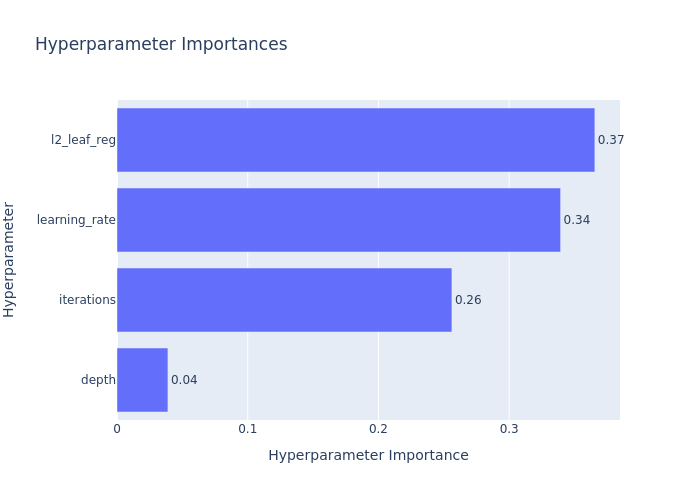 Hyperparameter Importances
Hyperparameter
l2_leaf_reg
0.37
learning_rate
0.34
iterations
0.26
depth
0.04
0
0.1
0.2
0.3
Hyperparameter Importance